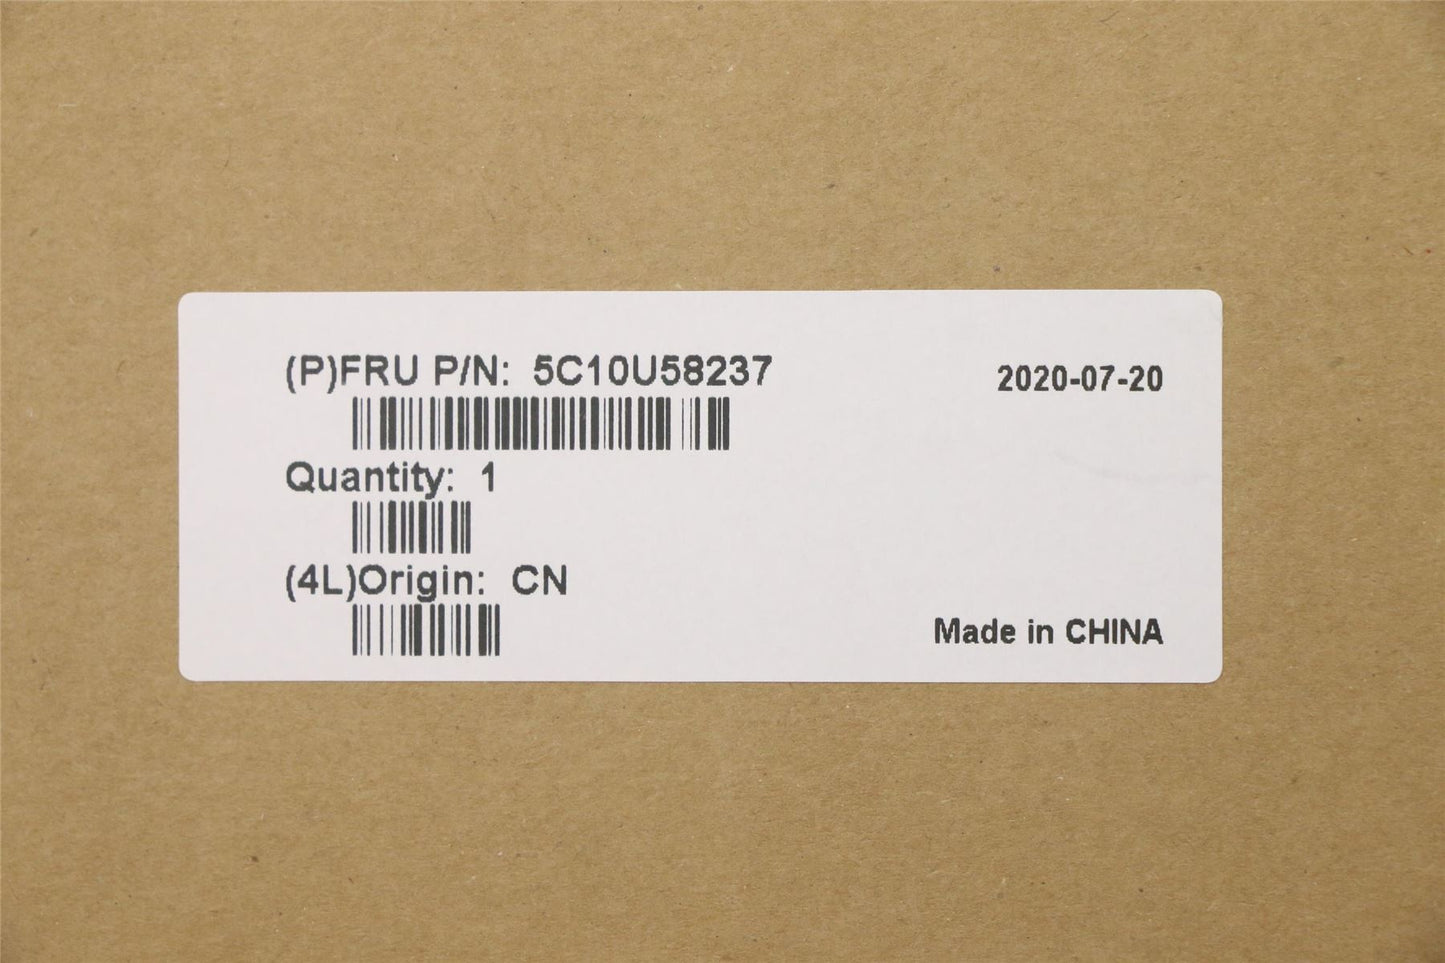 (P)FRU P/N: 5C10U58237
2020-07-20
Quantity: 1
(4L)Origin: CN
Made in CHINA